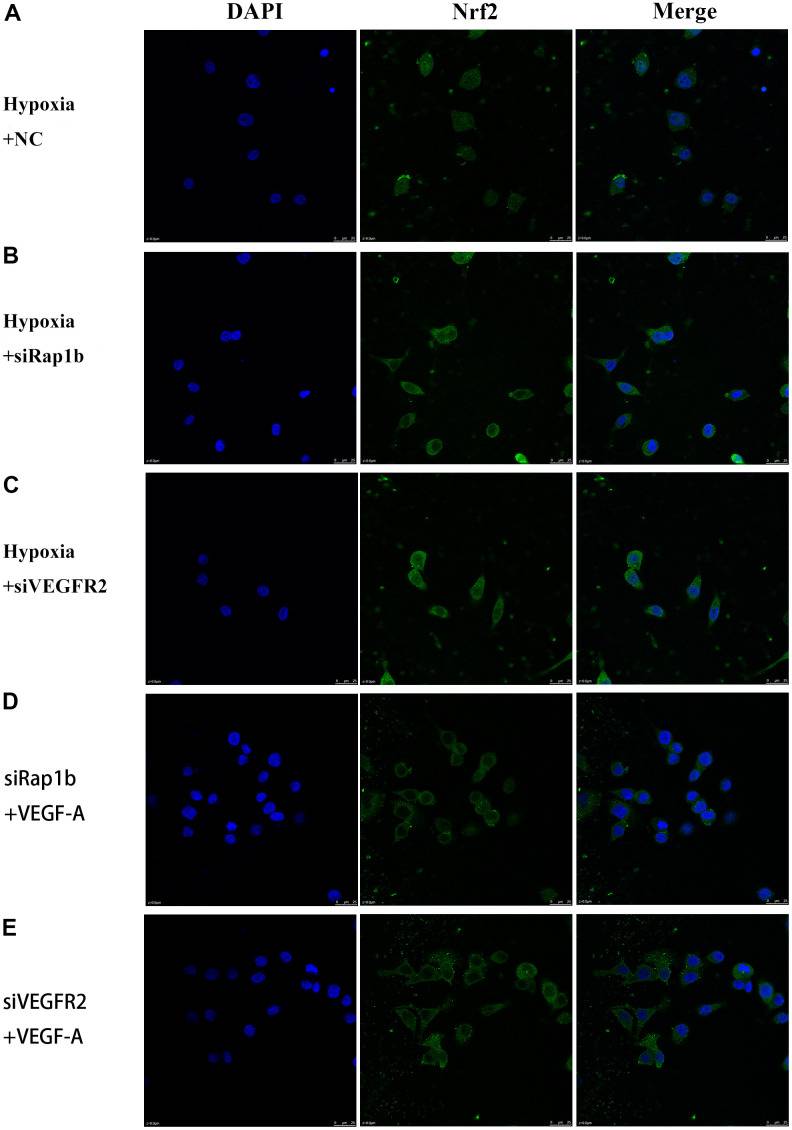 A DAPI Nrf2 Merge
Hypoxia
+NC
B
Hypoxia
+siRap1b
C
Hypoxia
+siVEGFR2
D
siRap1b
+VEGF-A
E
siVEGFR2
+VEGF-A